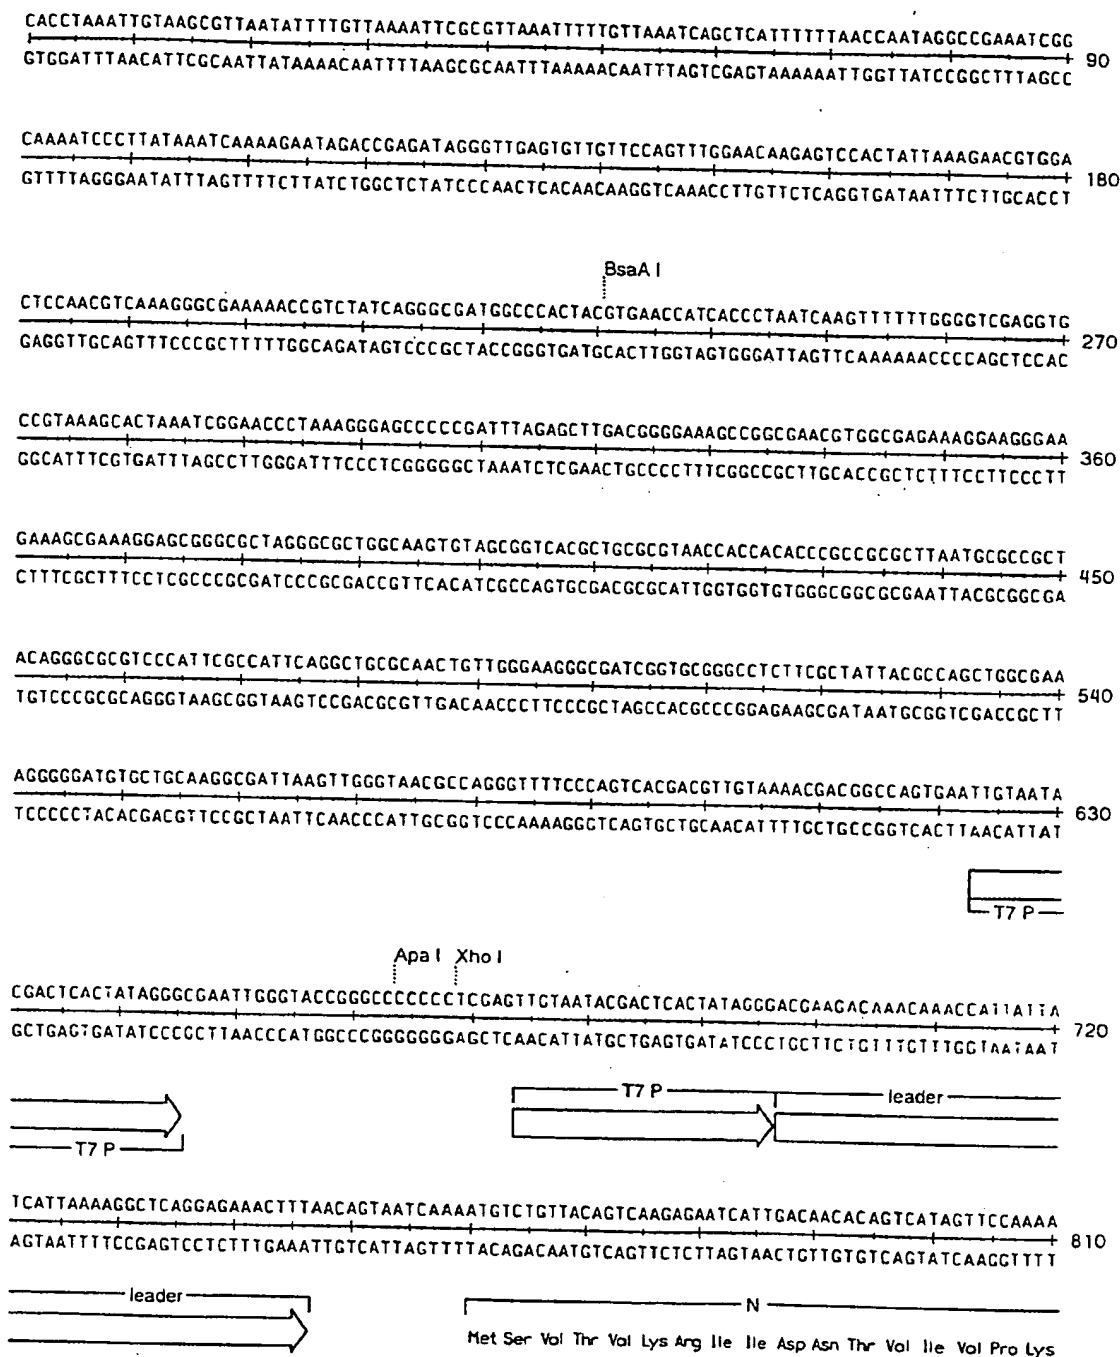 CACCTAAATTGTAAGCGTTAATATTTTGTTAAAATTCGCGTTAAATTTTTGTTAAATCAGCTCATTTTTTAACCAATAGGCCGAAATCGG
90
GTGGATTTAACATTCGCAATTATAAAACAATTTTAAGCGCAATTTAAAAACAATTTAGTCGAGTAAAAAATTGGTTATCCGGCTTTAGCC
CAAAATCCCTTATAAATCAAAAGAATAGACCGAGATAGGGTTGAGTGTTGTTCCAGTTTGGAACAAGAGTCCACTATTAAAGAACGTGGA
180
GTTTTAGGGAATATTTAGTTTTCTTATCTGGCTCTATCCCAACTCACAACAAGGTCAAACCTTGTTCTCAGGTGATAATTTCTTGCACCT
BsaA I
CTCCAACGTCAAAGGGCGAAAAACCGTCTATCAGGGCGATGGCCCACTACGTGAACCATCACCCTAATCAAGTTTTTTGGGGTCGAGGTG
270
GAGGTTGCAGTTTCCCGCTTTTTGGCAGATAGTCCCGCTACCGGGTGATGCACTTGGTAGTGGGATTAGTTCAAAAAACCCCAGCTCCAC
CCGTAAAGCACTAAATCGGAACCCTAAAGGGAGCCCCCGATTTAGAGCTTGACGGGGAAAGCCGGCGAACGTGGCGAGAAAGGAAGGGAA
360
GGCATTTCGTGATTTAGCCTTGGGATTTCCCTCGGGGGCTAAATCTCGAACTGCCCCTTTCGGCCGCTTGCACCGCTCTTTCCTTCCCTT
GAAAGCGAAAGGAGCGGGCGCTAGGGCGCTGGCAAGTGTAGCGGTCACGCTGCGCGTAACCACCACACCCGCCGCGCTTAATGCGCCGCT
450
CTTTCGCTTTCCTCGCCCGCGATCCCGCGACCGTTCACATCGCCAGTGCGACGCGCATTGGTGGTGTGGGCGGCGCGAATTACGCGGCGA
ACAGGGCGCGTCCCATTCGCCATTCAGGCTGCGCAACTGTTGGGAAGGGCGATCGGTGCGGGCCTCTTCGCTATTACGCCAGCTGGCGAA
540
TGTCCCGCGCAGGGTAAGCGGTAAGTCCGACGCGTTGACAACCCTTCCCGCTAGCCACGCCCGGAGAAGCGATAATGCGGTCGACCGCTT
AGGGGGATGTGCTGCAAGGCGATTAAGTTGGGTAACGCCAGGGTTTTCCCAGTCACGACGTTGTAAAACGACGGCCAGTGAATTGTAATA
630
TCCCCCTACACGACGTTCCGCTAATTCAACCCATTGCGGTCCCAAAAGGGTCAGTGCTGCAACATTTTGCTGCCGGTCACTTAACATTAT
T7 P
Apa I Xho I
CGACTCACTATAGGGCGAATTGGGTACCGGGCCCCCCCTCGAGTTGTAATACGACTCACTATAGGGACGAAGACAAACAAACCATTATTA
720
GCTGAGTGATATCCCGCTTAACCCATGGCCCGGGGGGGAGCTCAACATTATGCTGAGTGATATCCCTGCTTCTGTTTGTTTGGTAATAAT
T7 P leader
T7 P
TCATTAAAAGGCTCAGGAGAAACTTTAACAGTAATCAAAATGTCTGTTACAGTCAAGAGAATCATTGACAACACAGTCATAGTTCCAAAA
810
AGTAATTTTCCGAGTCCTCTTTGAAATTGTCATTAGTTTTACAGACAATGTCAGTTCTCTTAGTAACTGTTGTGTCAGTATCAAGGTTTT
leader N
Met Ser Val Thr Val Lys Arg Ile Ile Asp Asn Thr Val Ile Val Pro Lys